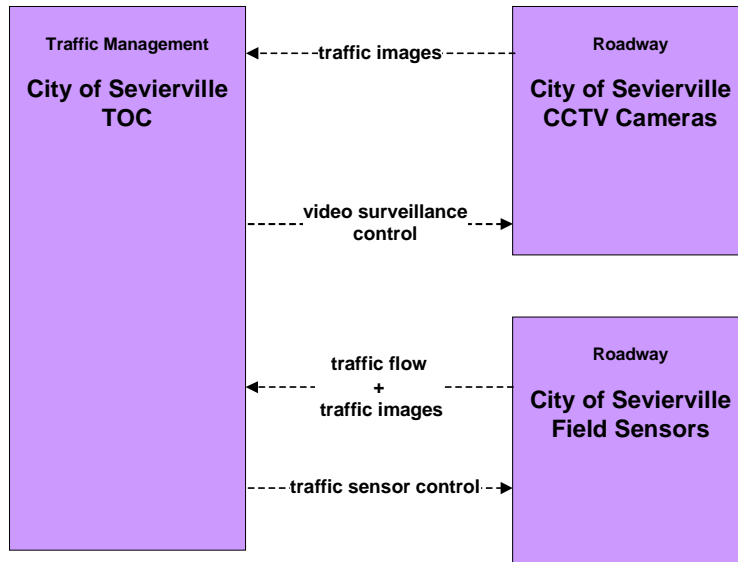 Traffic Management
City of Sevierville
TOC
traffic images
Roadway
City of Sevierville
CCTV Cameras
video surveillance
control
traffic flow
+
traffic images
Roadway
City of Sevierville
Field Sensors
traffic sensor control